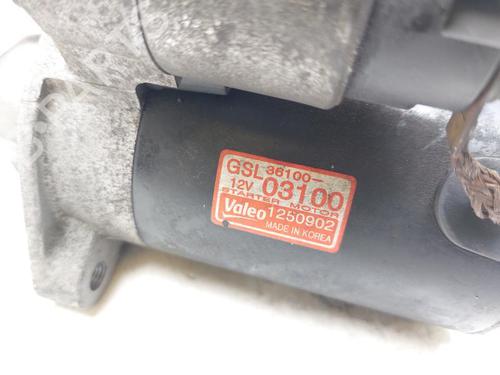 GSL 36100-
12V 03100
STARTER MOTOR
Valeo 1250902
MADE IN KOREA